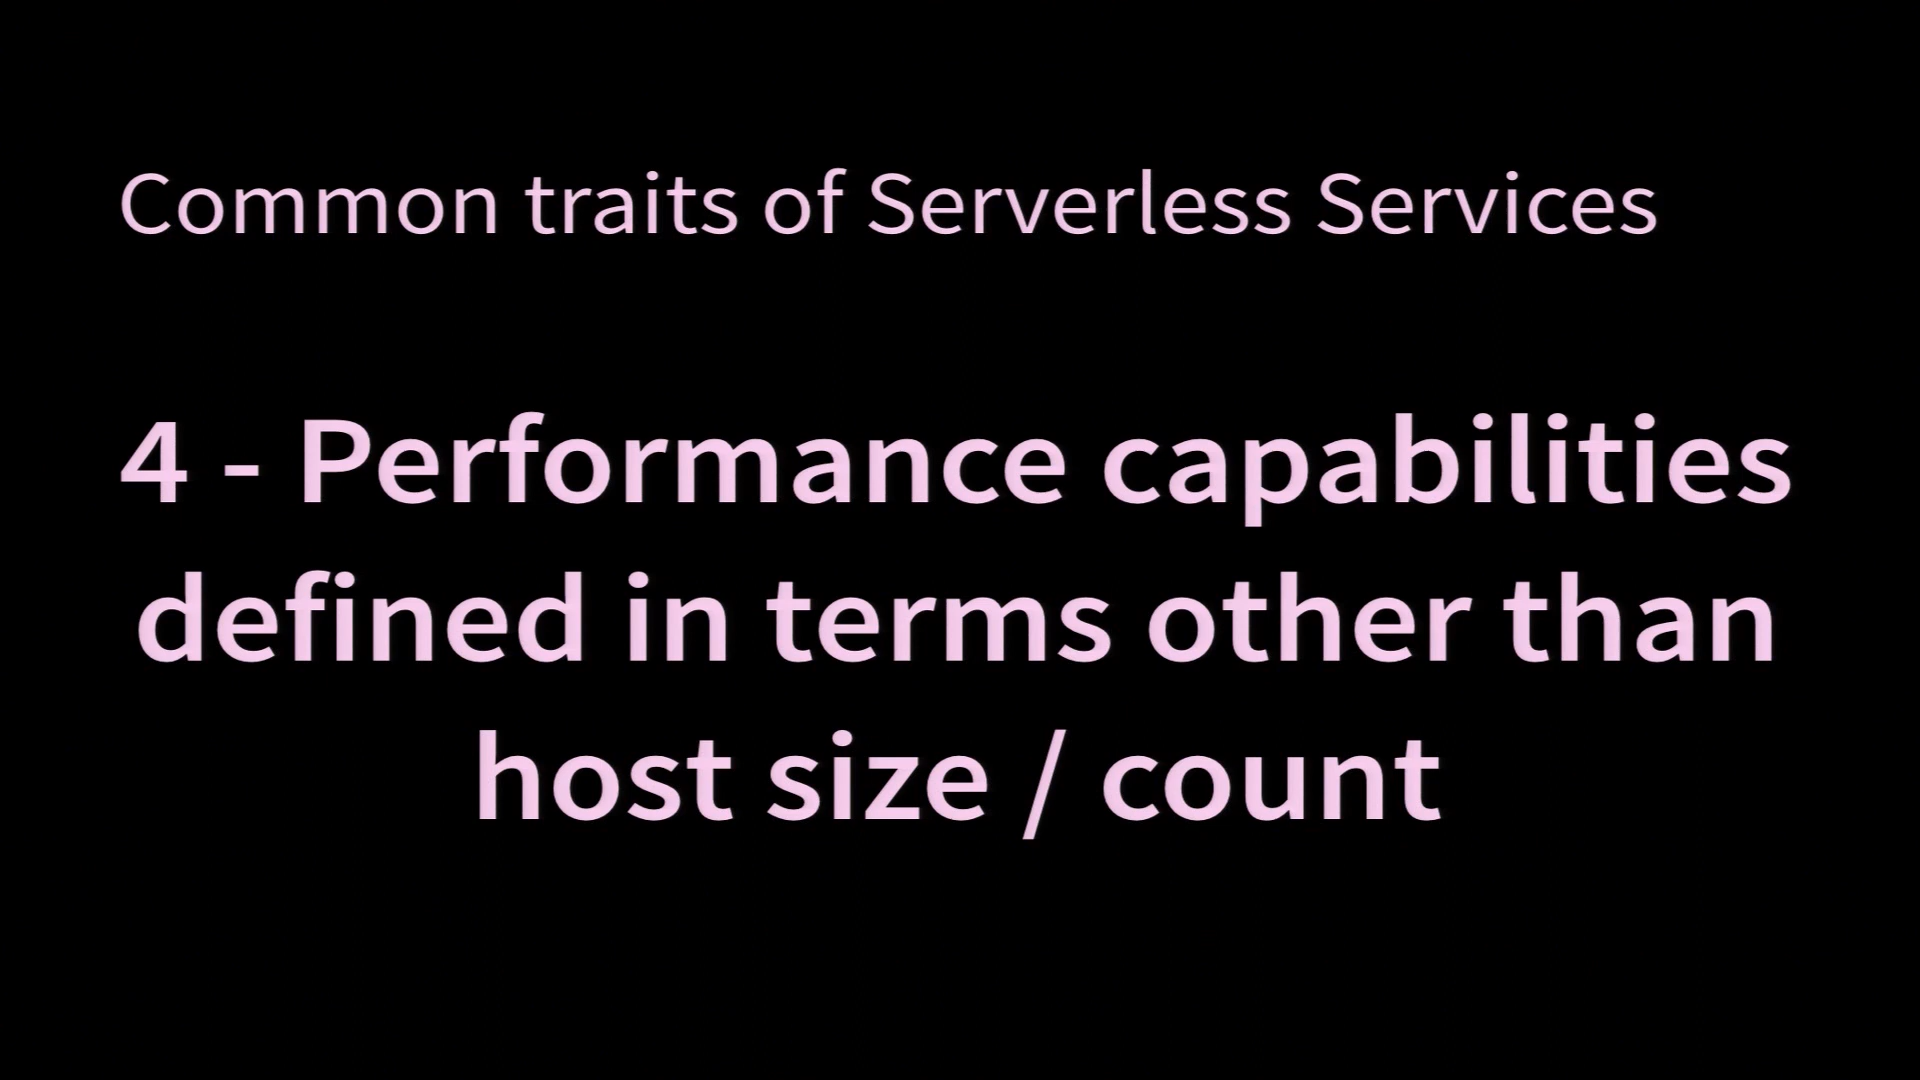 Common traits of Serverless Services
4 - Performance capabilities
defined in terms other than
host size / count